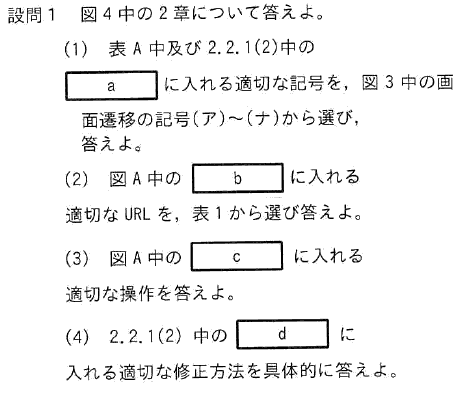 設問1 図4中の2章について答えよ。
(1) 表A中及び2.2.1(2)中の
a に入れる適切な記号を，図3中の画
面遷移の記号(ア)～(ナ)から選び，
答えよ。
(2) 図A中の b に入れる
適切なURLを，表1から選び答えよ。
(3) 図A中の c に入れる
適切な操作を答えよ。
(4) 2.2.1(2) 中の d に
入れる適切な修正方法を具体的に答えよ。